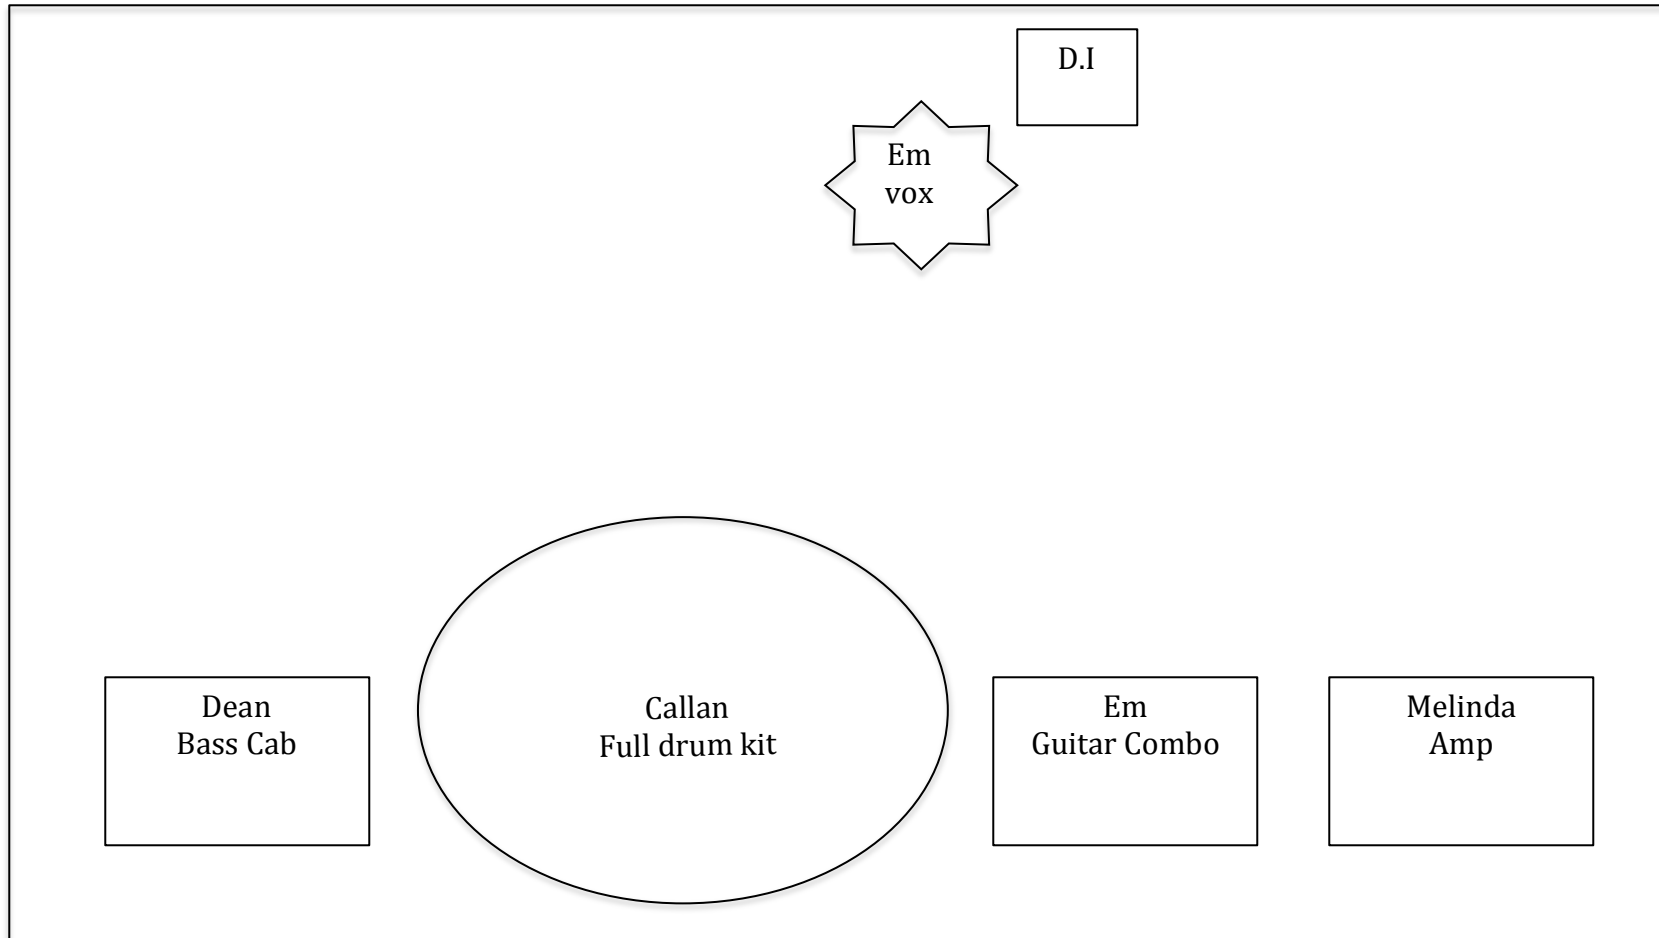 D.I
Em
vox
Dean
Bass Cab
Callan
Full drum kit
Em
Guitar Combo
Melinda
Amp